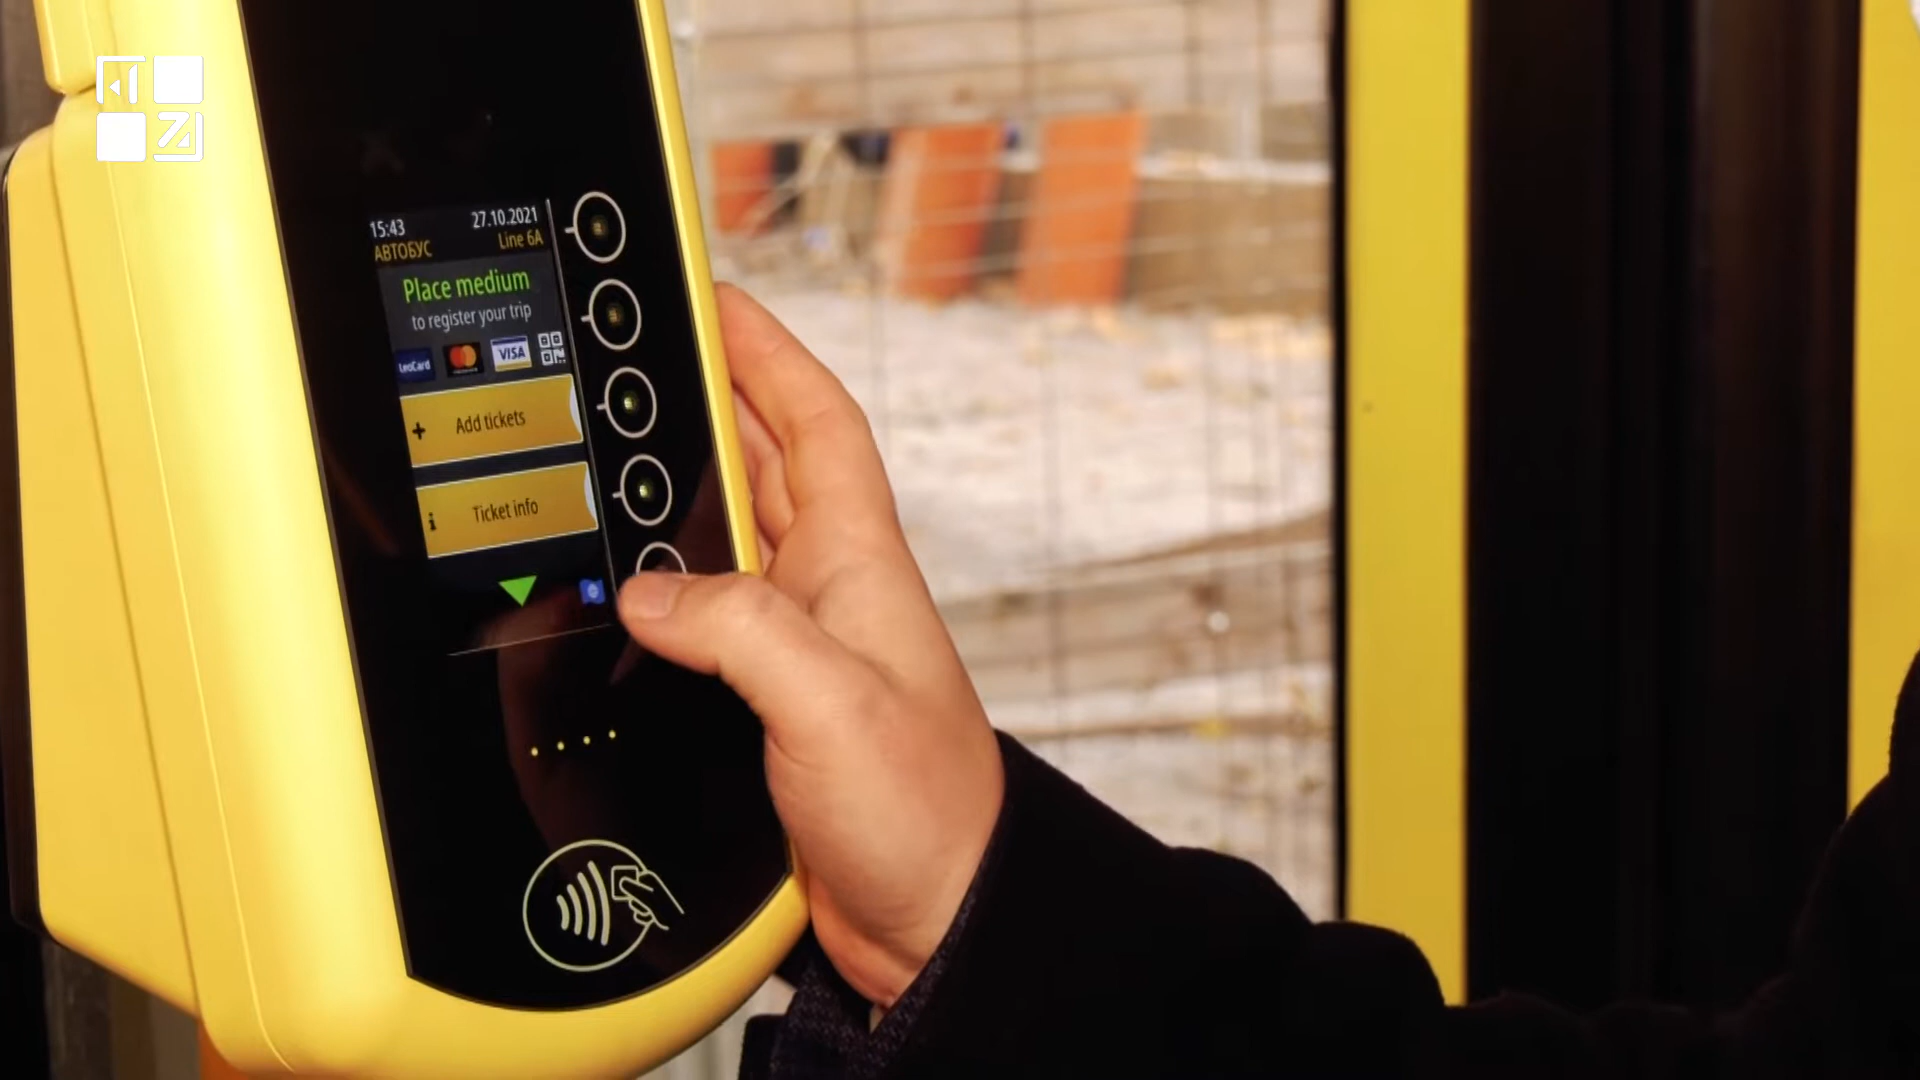 15:43 27.10.2021
АВТОБУС Line 6A
Place medium
to register your trip
LeoCard VISA
+ Add tickets
i Ticket info